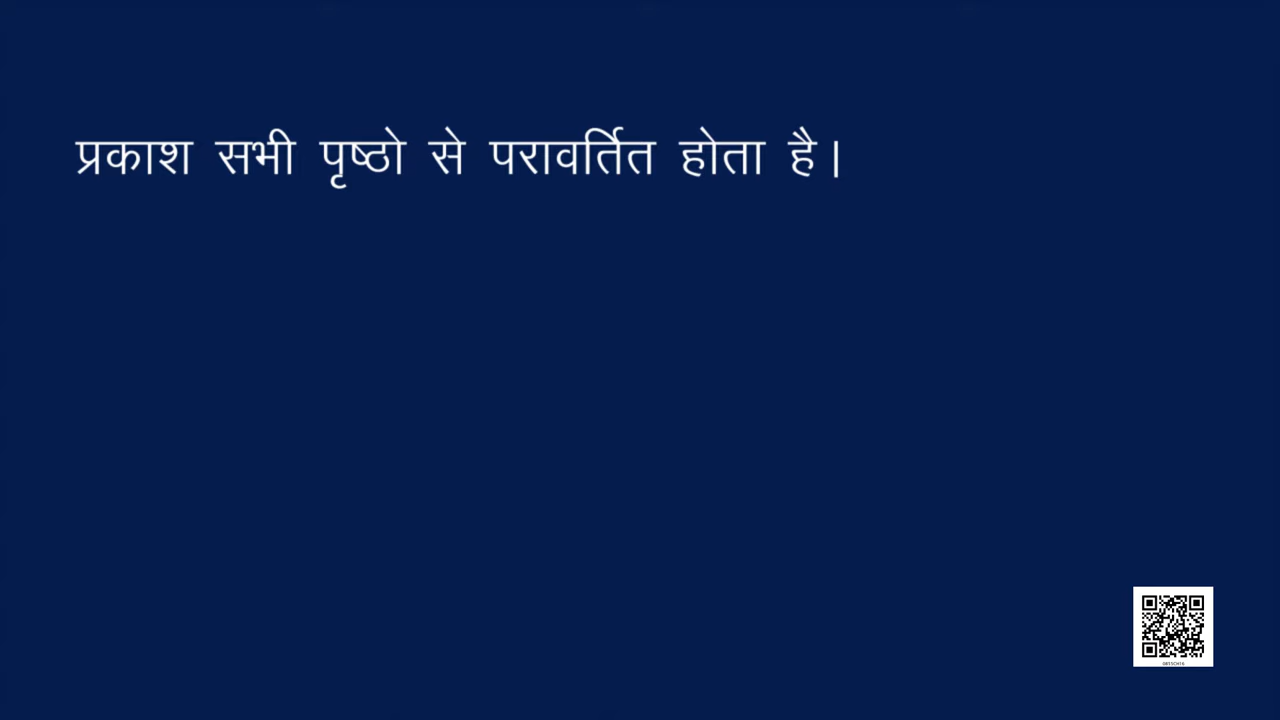 प्रकाश सभी पृष्ठो से परावर्तित होता है।